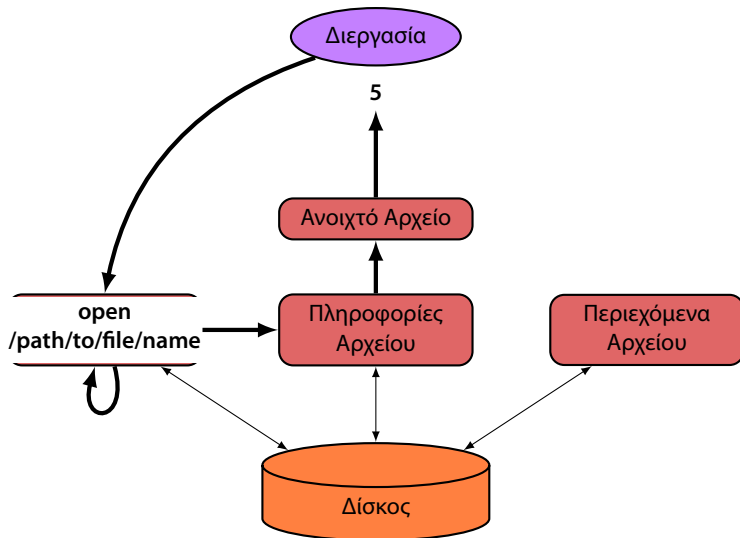 Διεργασία
5
Ανοιχτό Αρχείο
open
/path/to/file/name
Πληροφορίες
Αρχείου
Περιεχόμενα
Αρχείου
Δίσκος